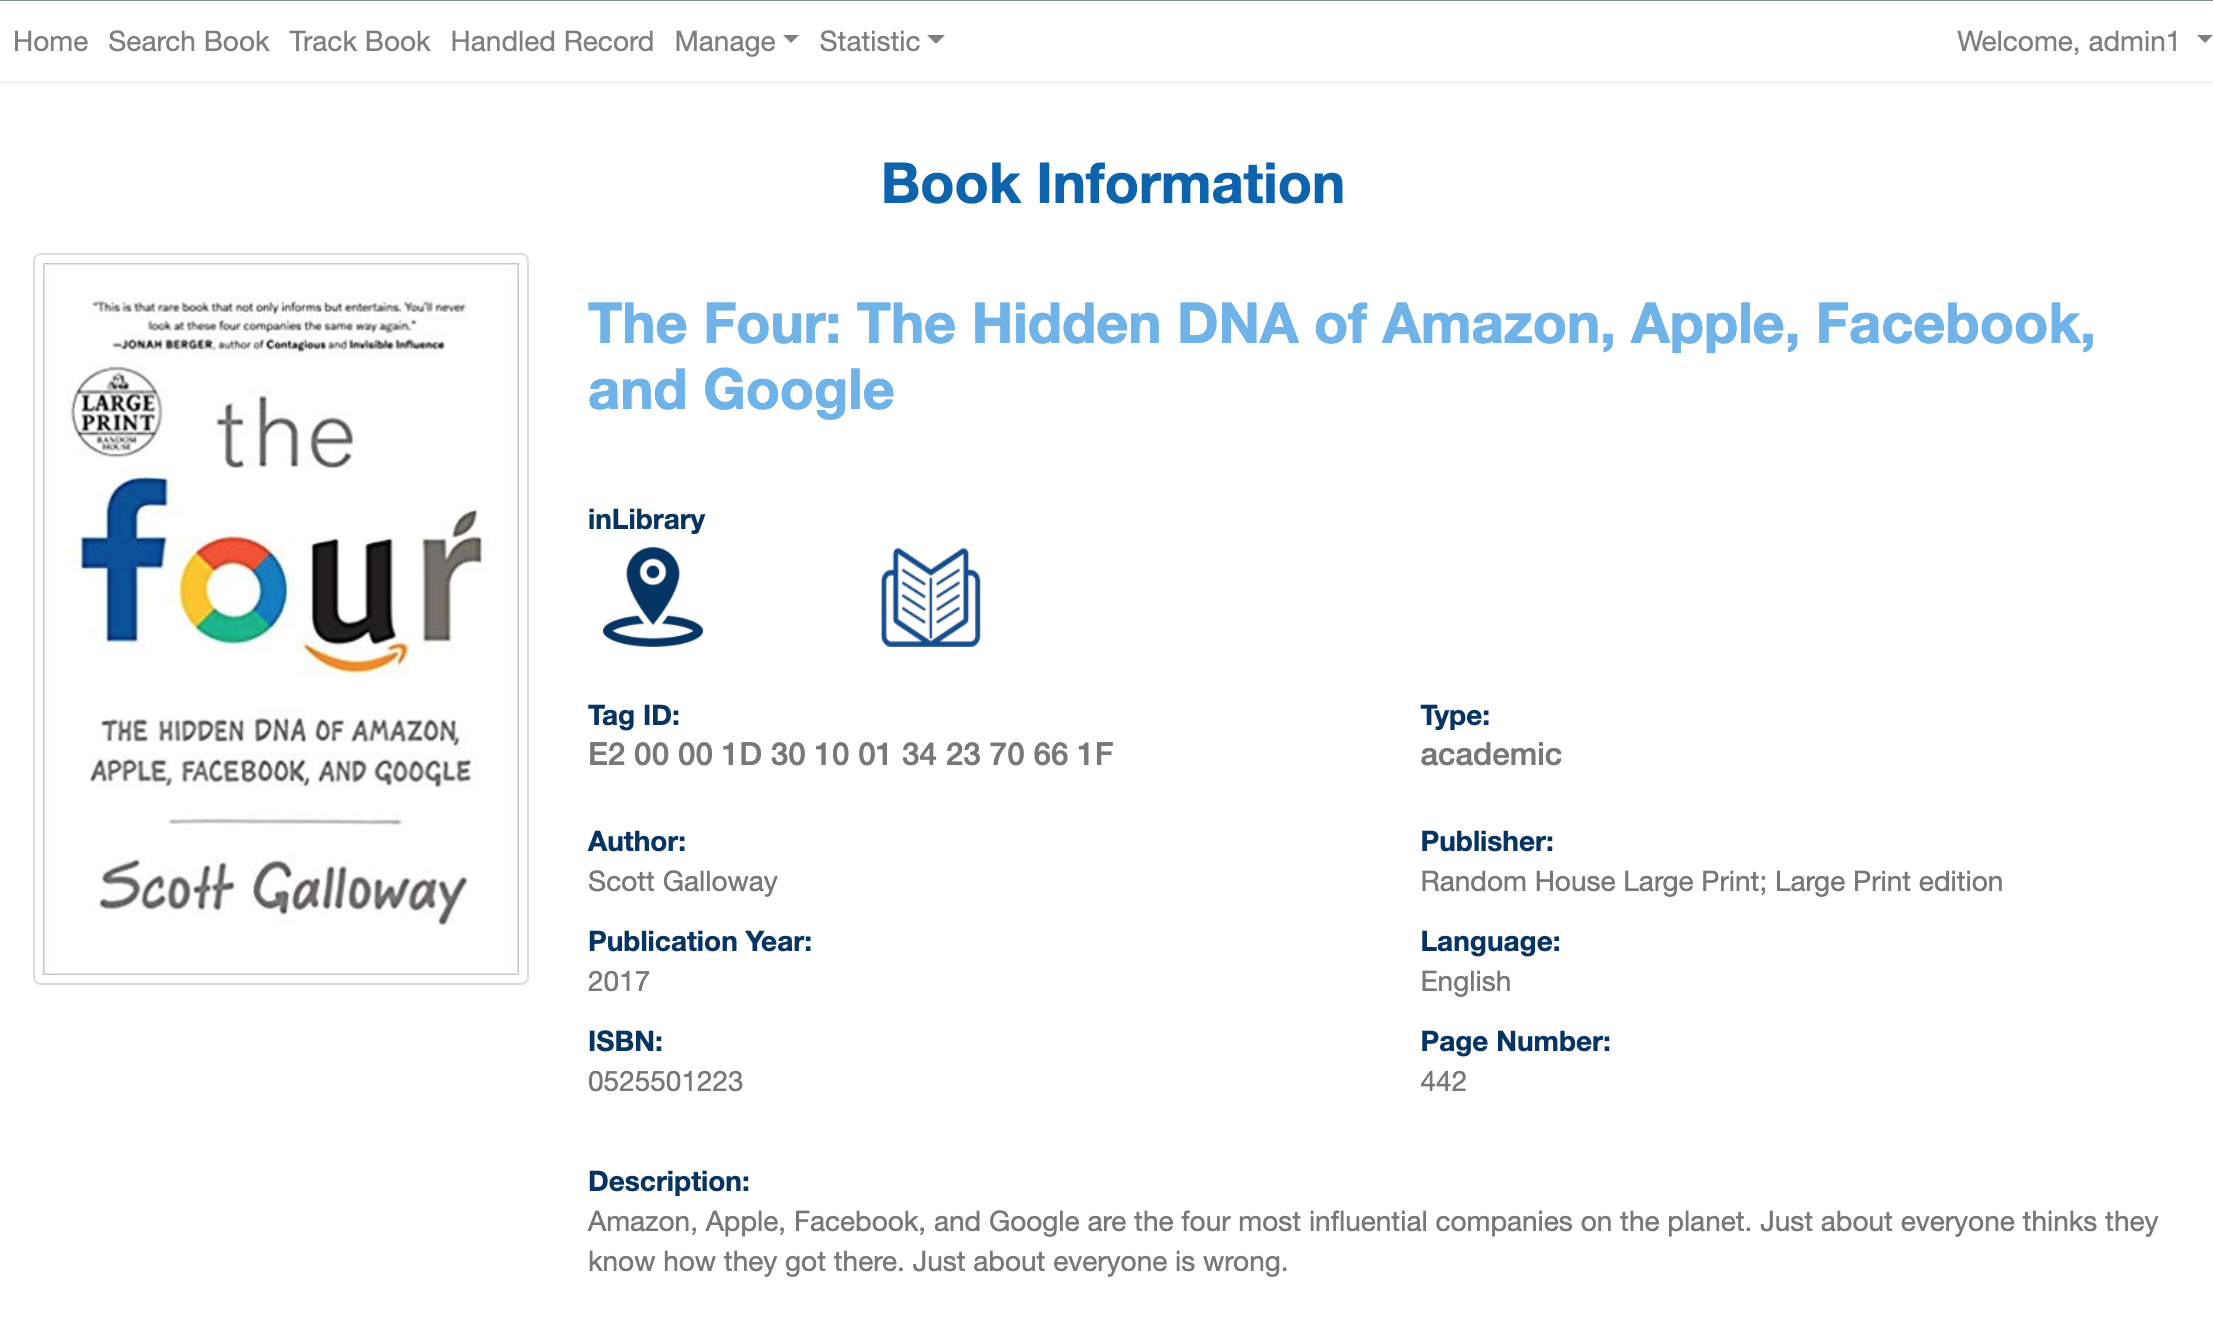 Home Search Book Track Book Handled Record Manage Statistic Welcome, admin1
Book Information
"This is that rare book that not only informs but entertains. You'll never
look at these four companies the same way again."
—JONAH BERGER, author of Contagious and Invisible Influence
LARGE
PRINT
RANDOM
HOUSE
the
four
THE HIDDEN DNA OF AMAZON,
APPLE, FACEBOOK, AND GOOGLE
Scott Galloway
The Four: The Hidden DNA of Amazon, Apple, Facebook,
and Google
inLibrary
Tag ID:
E2 00 00 1D 30 10 01 34 23 70 66 1F
Type:
academic
Author:
Scott Galloway
Publisher:
Random House Large Print; Large Print edition
Publication Year:
2017
Language:
English
ISBN:
0525501223
Page Number:
442
Description:
Amazon, Apple, Facebook, and Google are the four most influential companies on the planet. Just about everyone thinks they
know how they got there. Just about everyone is wrong.